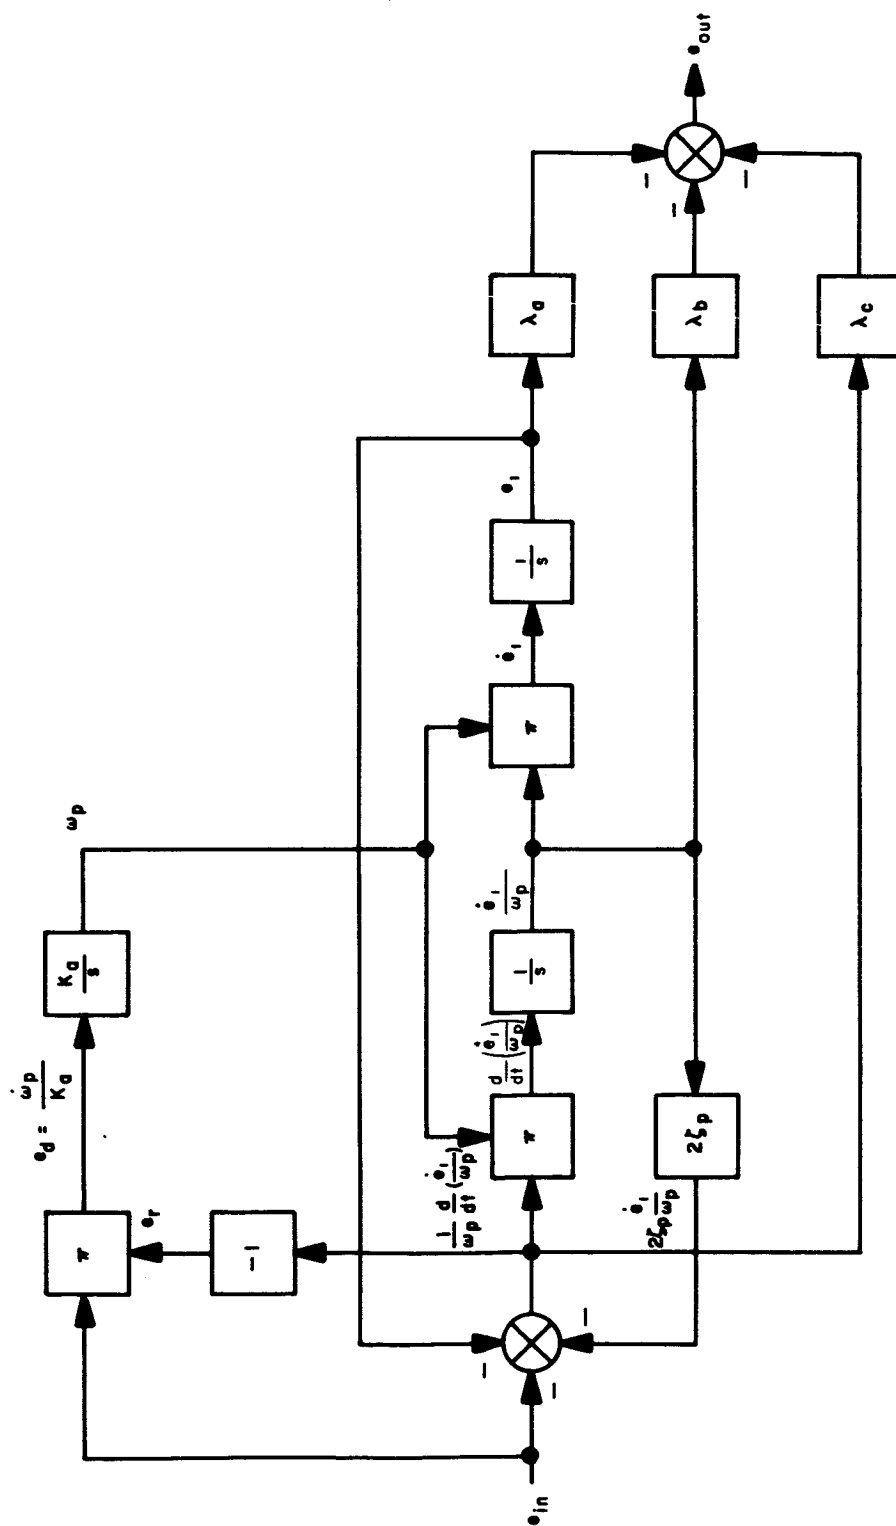 e_in
π
e_d = ω̇_p / K_a
K_a / s
ω_p
e_r
-1
-
-
-
1/ω_p d/dt (ė_1/ω_p)
π
d/dt (ė_1/ω_p)
1/s
ė_1/ω_p
π
ė_1
1/s
e_1
λ_a
2ζ_p ė_1/ω_p
2ζ_p
λ_b
λ_c
-
-
-
e_out